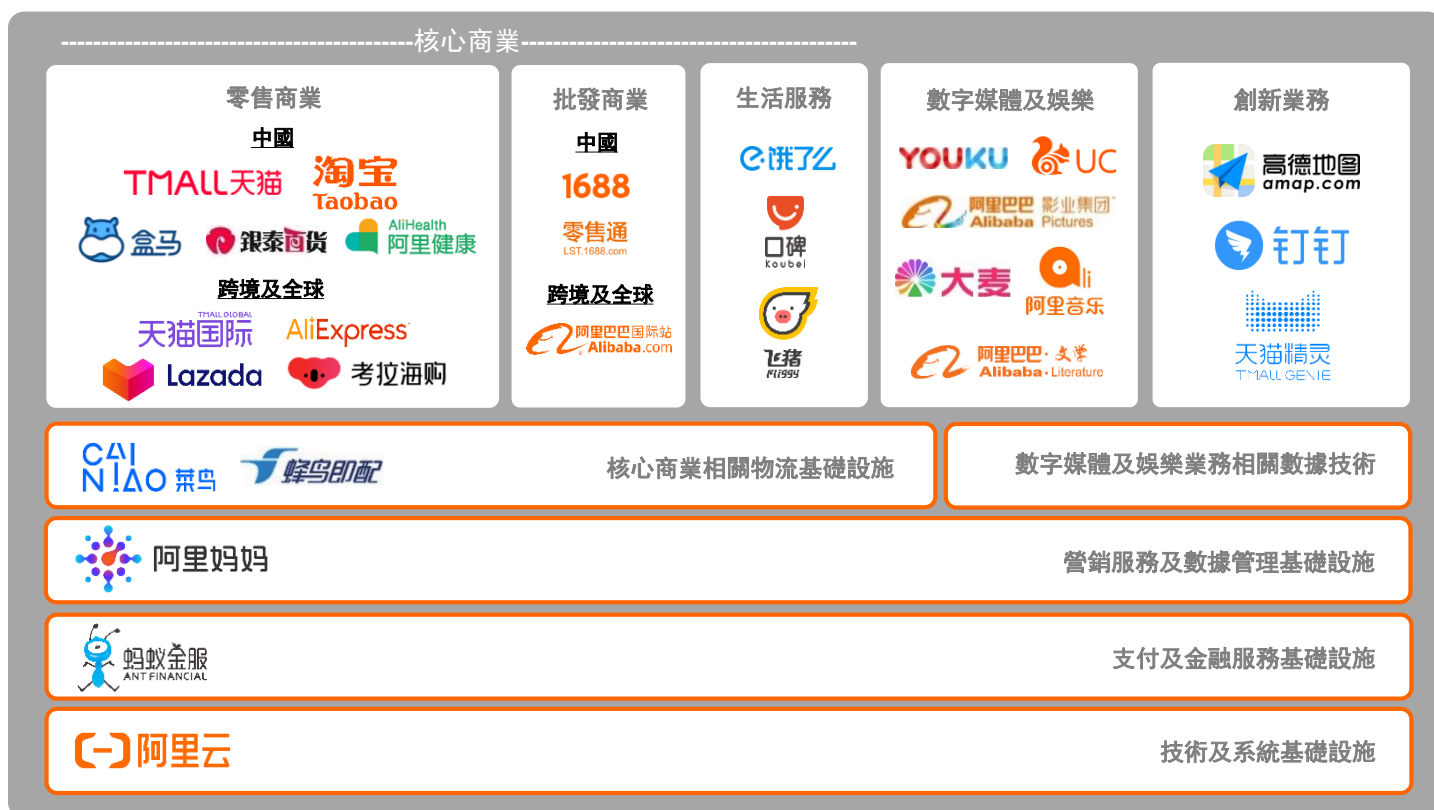 核心商業
零售商業
中國
TMALL天猫
淘宝
Taobao
盒马
銀泰百货
AliHealth
阿里健康
跨境及全球
TMALL GLOBAL
天猫国际
AliExpress
Lazada
考拉海购
批發商業
中國
1688
零售通
LST.1688.com
跨境及全球
阿里巴巴国际站
Alibaba.com
生活服務
饿了么
口碑
Koubei
飞猪
Fliggy
數字媒體及娛樂
YOUKU
UC
阿里巴巴 影业集团
Alibaba Pictures
大麦
ali
阿里音乐
阿里巴巴·文学
Alibaba·Literature
創新業務
高德地图
amap.com
钉钉
天猫精灵
TMALL GENIE
CAI
NIAO 菜鸟
蜂鸟即配
核心商業相關物流基礎設施
數字媒體及娛樂業務相關數據技術
阿里妈妈
營銷服務及數據管理基礎設施
蚂蚁金服
ANT FINANCIAL
支付及金融服務基礎設施
阿里云
技術及系統基礎設施